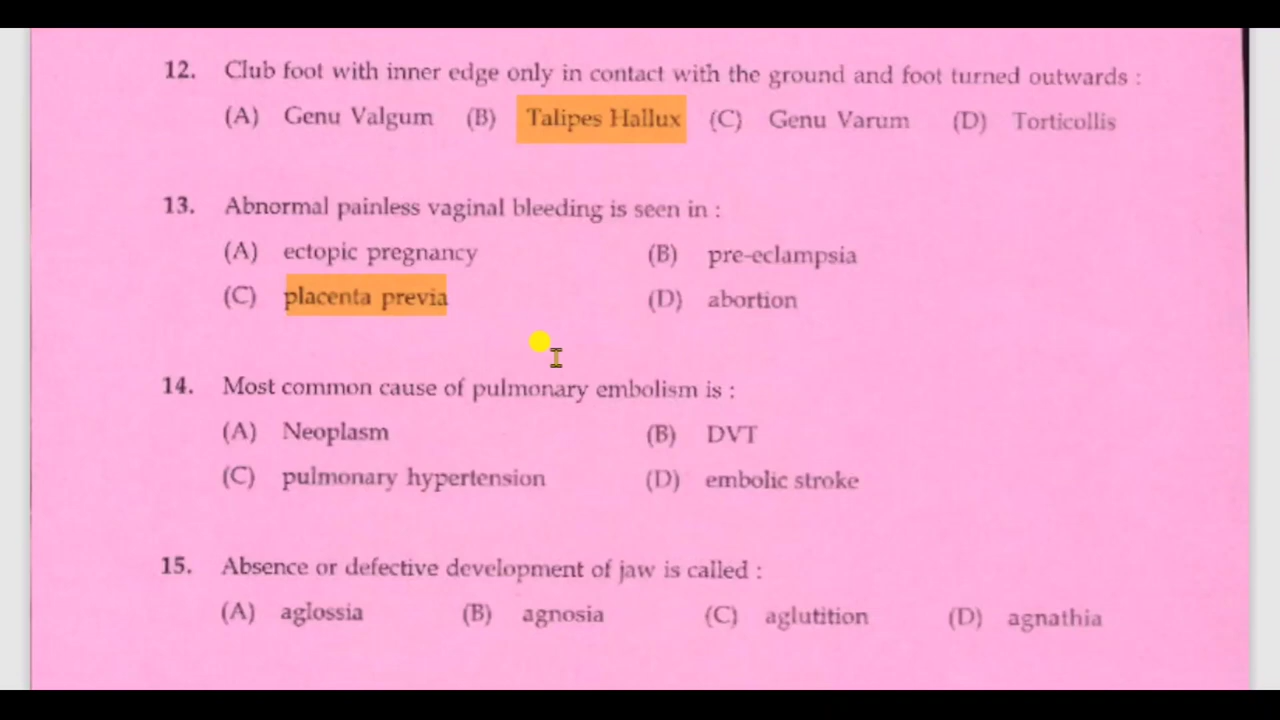 12. Club foot with inner edge only in contact with the ground and foot turned outwards :
(A) Genu Valgum (B) Talipes Hallux (C) Genu Varum (D) Torticollis
13. Abnormal painless vaginal bleeding is seen in :
(A) ectopic pregnancy (B) pre-eclampsia
(C) placenta previa (D) abortion
14. Most common cause of pulmonary embolism is :
(A) Neoplasm (B) DVT
(C) pulmonary hypertension (D) embolic stroke
15. Absence or defective development of jaw is called :
(A) aglossia (B) agnosia (C) aglutition (D) agnathia